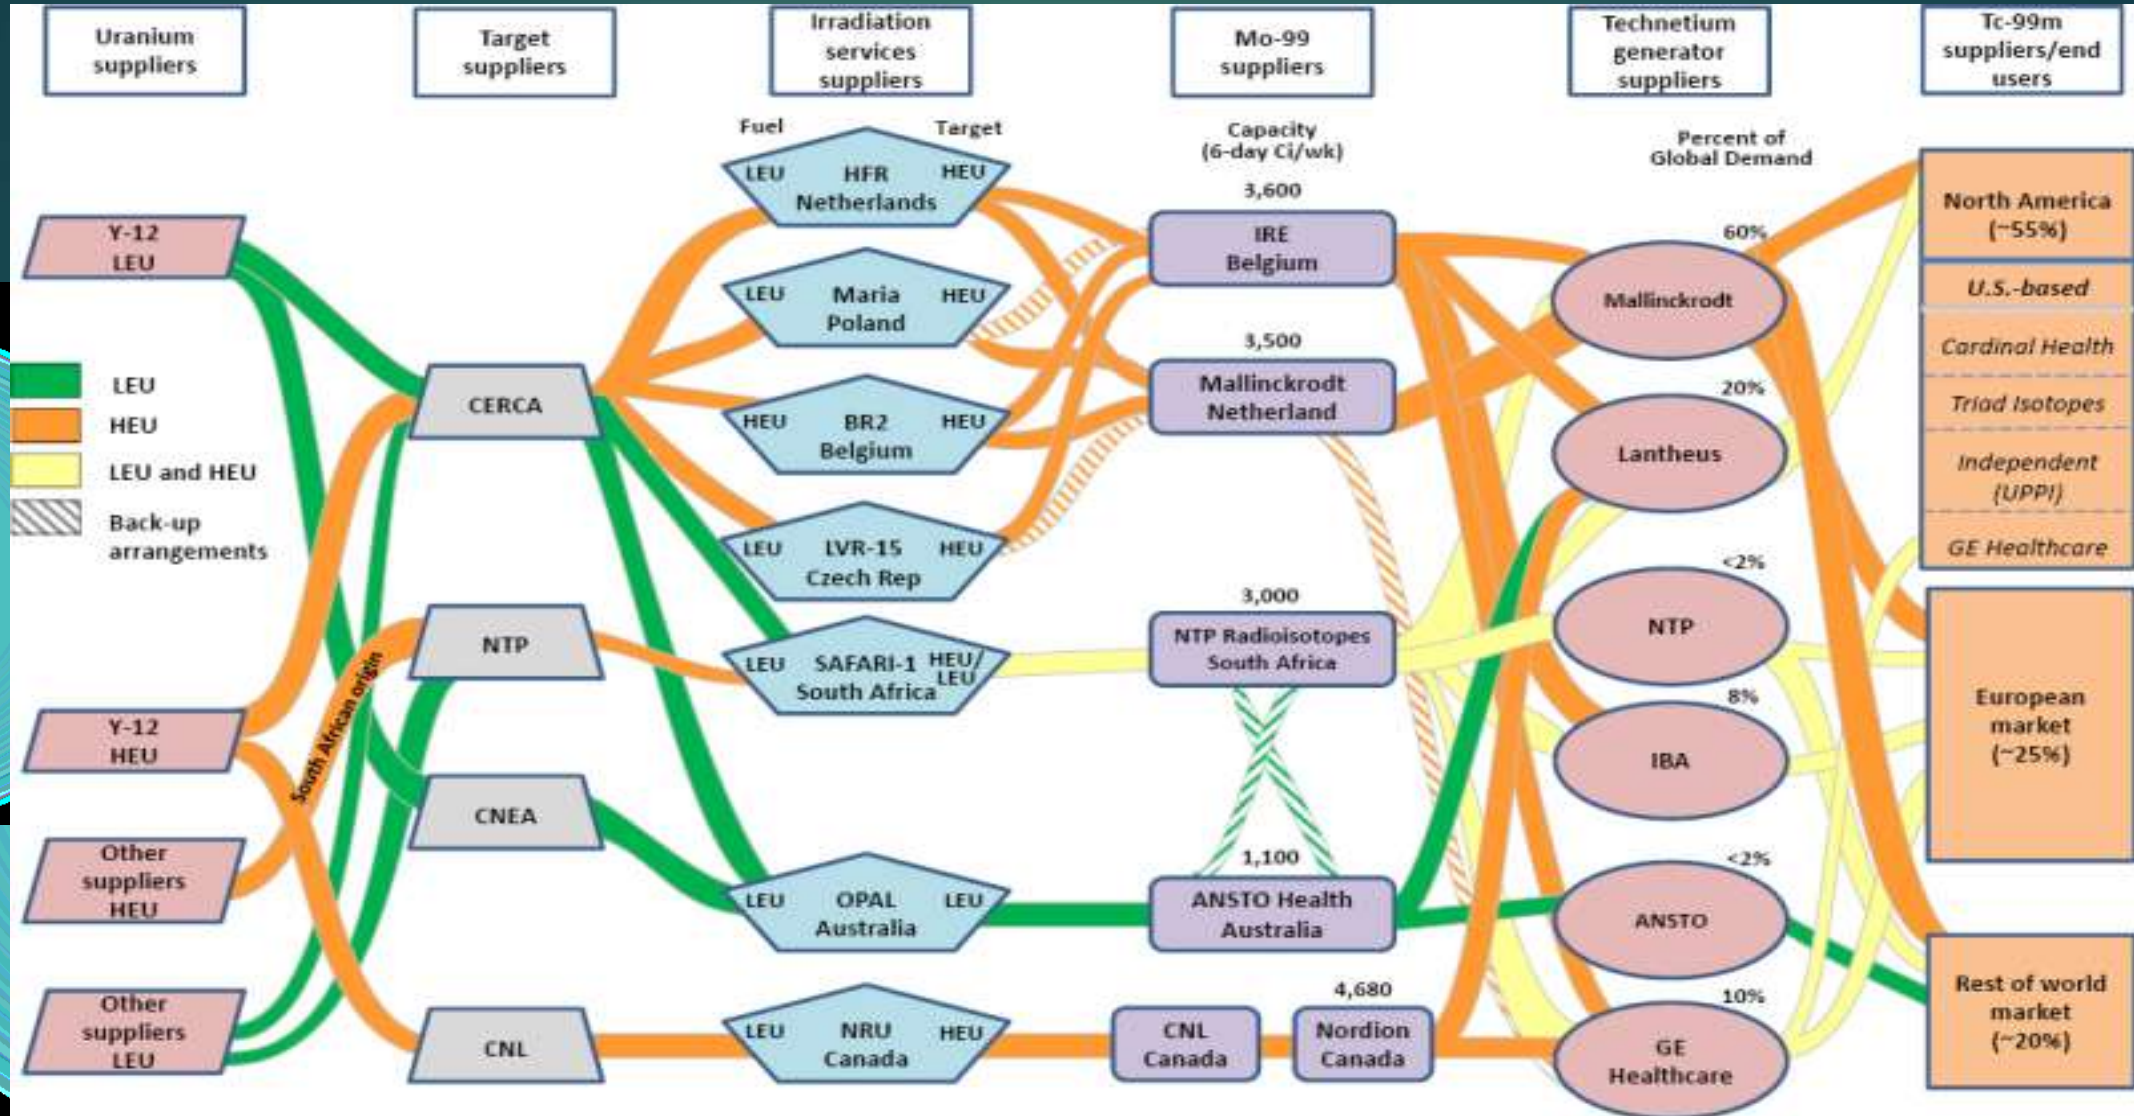 Uranium
suppliers
Target
suppliers
Irradiation
services
suppliers
Mo-99
suppliers
Technetium
generator
suppliers
Tc-99m
suppliers/end
users
Fuel
Target
Capacity
(6-day Ci/wk)
Percent of
Global Demand
Y-12
LEU
Y-12
HEU
Other
suppliers
HEU
Other
suppliers
LEU
LEU
HEU
LEU and HEU
Back-up
arrangements
South African origin
CERCA
NTP
CNEA
CNL
LEU
HFR
Netherlands
HEU
LEU
Maria
Poland
HEU
HEU
BR2
Belgium
HEU
LEU
LVR-15
Czech Rep
HEU
LEU
SAFARI-1
South Africa
HEU/
LEU
LEU
OPAL
Australia
LEU
LEU
NRU
Canada
HEU
3,600
IRE
Belgium
3,500
Mallinckrodt
Netherland
3,000
NTP Radioisotopes
South Africa
1,100
ANSTO Health
Australia
CNL
Canada
4,680
Nordion
Canada
60%
Mallinckrodt
20%
Lantheus
<2%
NTP
8%
IBA
<2%
ANSTO
10%
GE
Healthcare
North America
(~55%)
U.S.-based
Cardinal Health
Triad Isotopes
Independent
(UPPI)
GE Healthcare
European
market
(~25%)
Rest of world
market
(~20%)